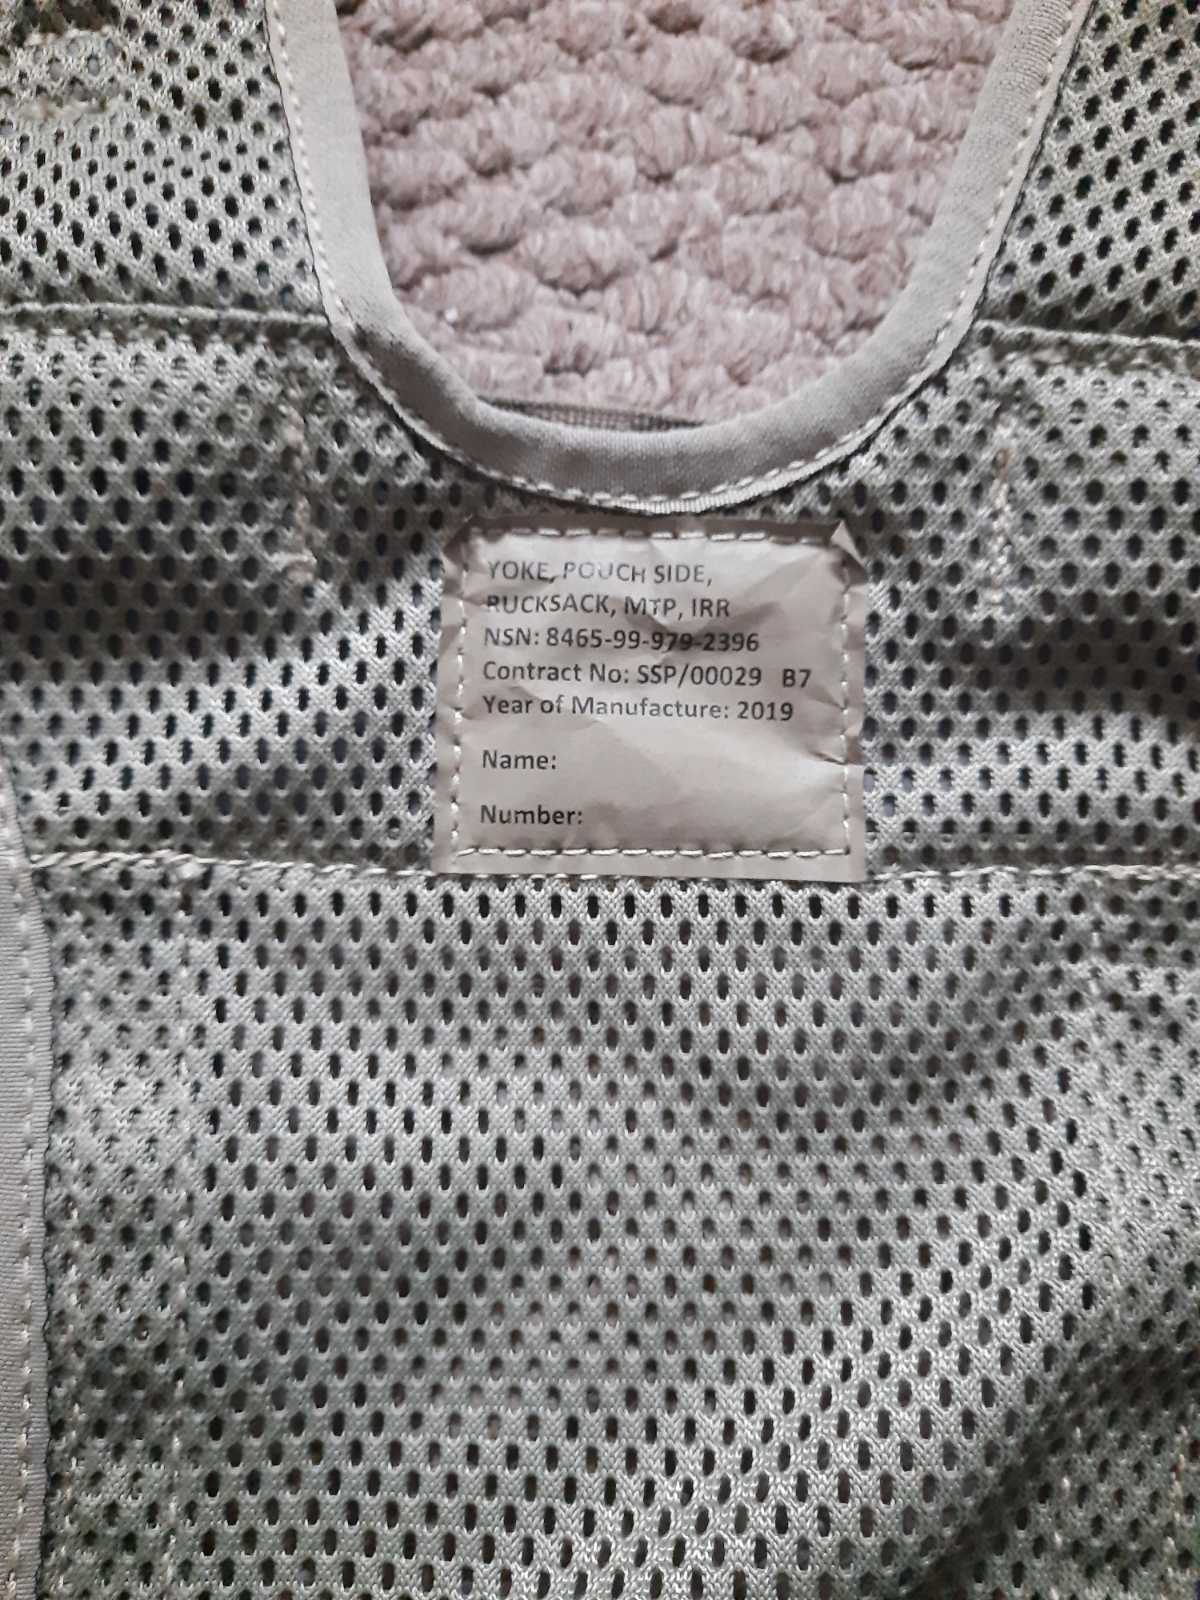 YOKE, POUCH SIDE,
RUCKSACK, MTP, IRR
NSN: 8465-99-979-2396
Contract No: SSP/00029 B7
Year of Manufacture: 2019
Name:
Number: